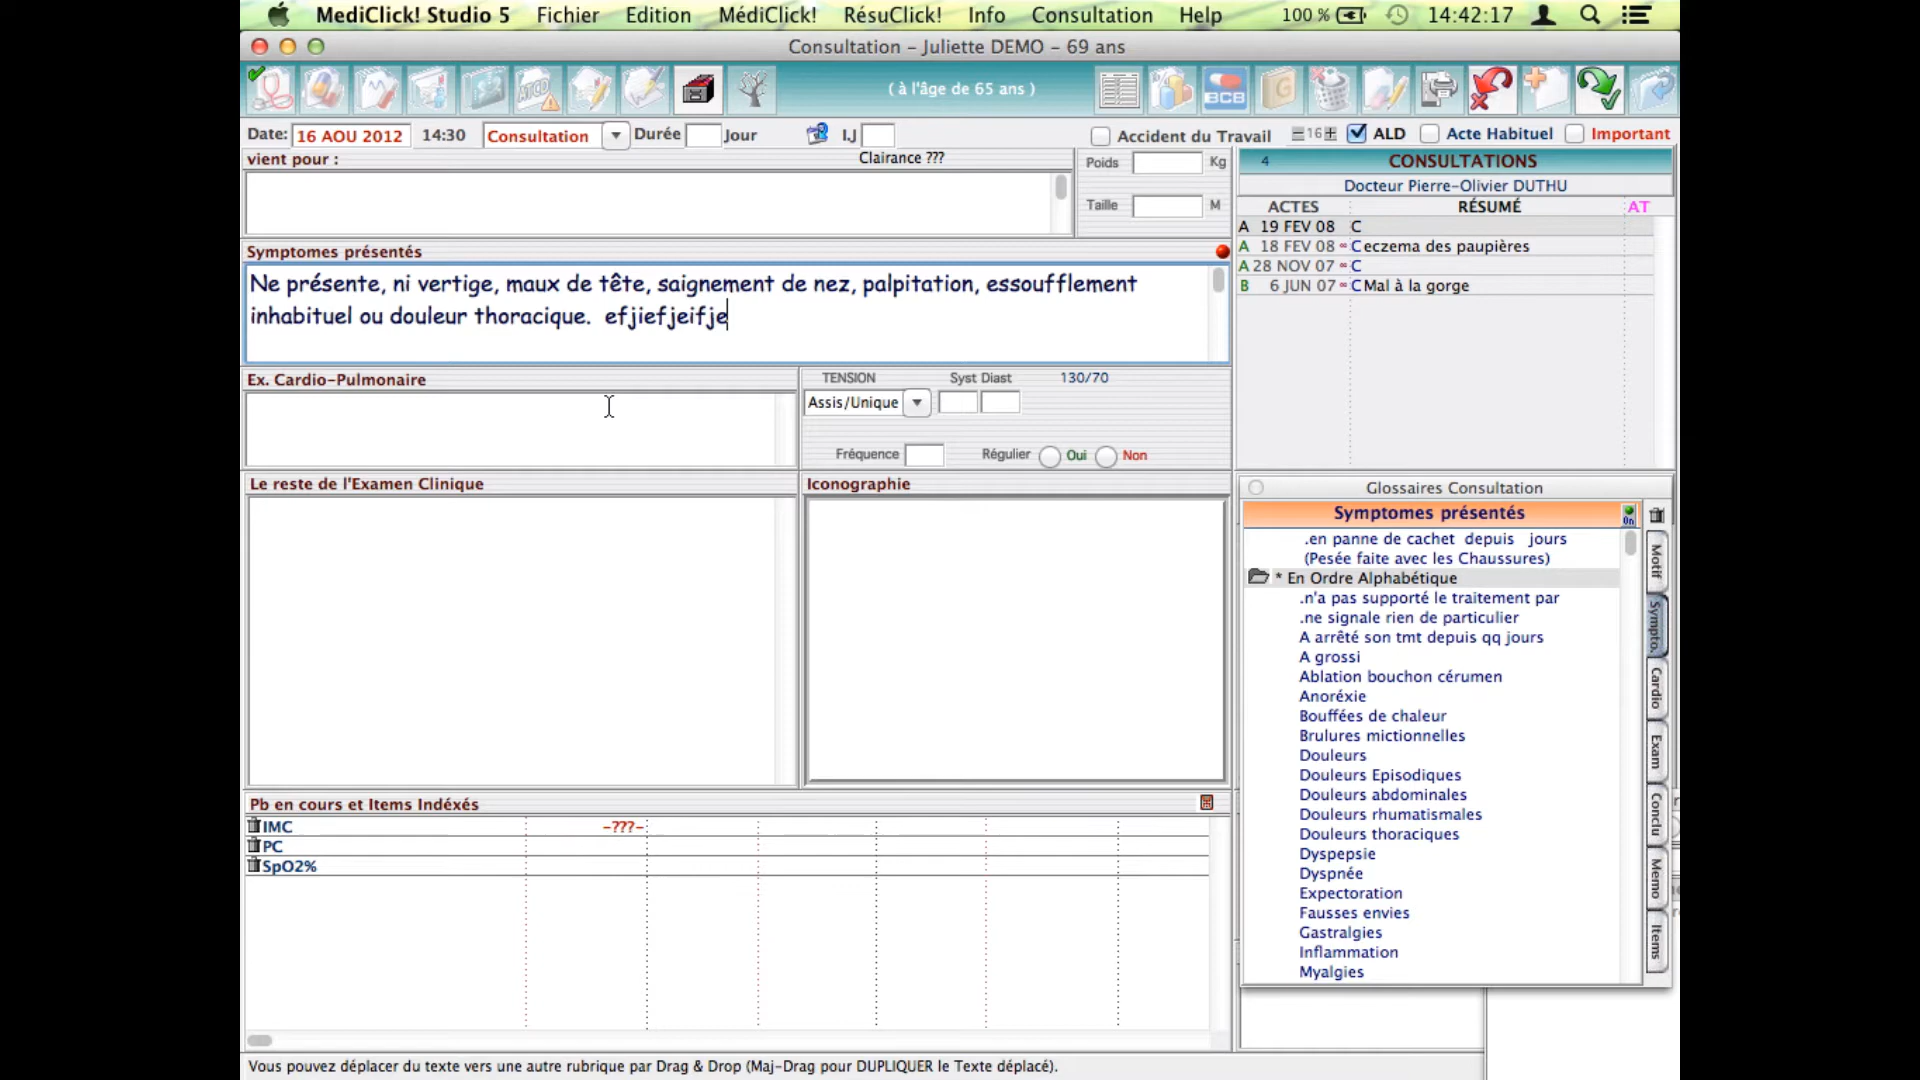 MediClick! Studio 5 Fichier Edition MédiClick! RésuClick! Info Consultation Help 100 % 14:42:17
Consultation – Juliette DEMO – 69 ans
ATCD
( à l'âge de 65 ans )
BCB
G
Date: 16 AOU 2012 14:30 Consultation Durée Jour I.J Accident du Travail 16 ALD Acte Habituel Important
vient pour : Clairance ???
Poids Kg
Taille M
Symptomes présentés
Ne présente, ni vertige, maux de tête, saignement de nez, palpitation, essoufflement
inhabituel ou douleur thoracique.  efjiefjeifje
Ex. Cardio-Pulmonaire
TENSION Syst Diast 130/70
Assis/Unique
Fréquence Régulier Oui Non
Le reste de l'Examen Clinique
Iconographie
Pb en cours et Items Indéxés
IMC -???-
PC
SpO2%
4 CONSULTATIONS
Docteur Pierre-Olivier DUTHU
ACTES RÉSUMÉ AT
A 19 FEV 08 C
A 18 FEV 08 C eczema des paupières
A 28 NOV 07 C
B 6 JUN 07 C Mal à la gorge
Glossaires Consultation
Symptomes présentés On
.en panne de cachet depuis jours
(Pesée faite avec les Chaussures)
* En Ordre Alphabétique
.n'a pas supporté le traitement par
.ne signale rien de particulier
A arrêté son tmt depuis qq jours
A grossi
Ablation bouchon cérumen
Anoréxie
Bouffées de chaleur
Brulures mictionnelles
Douleurs
Douleurs Episodiques
Douleurs abdominales
Douleurs rhumatismales
Douleurs thoraciques
Dyspepsie
Dyspnée
Expectoration
Fausses envies
Gastralgies
Inflammation
Myalgies
Motif
Sympto.
Cardio
Exam
Conclu
Memo
Items
Vous pouvez déplacer du texte vers une autre rubrique par Drag & Drop (Maj-Drag pour DUPLIQUER le Texte déplacé).